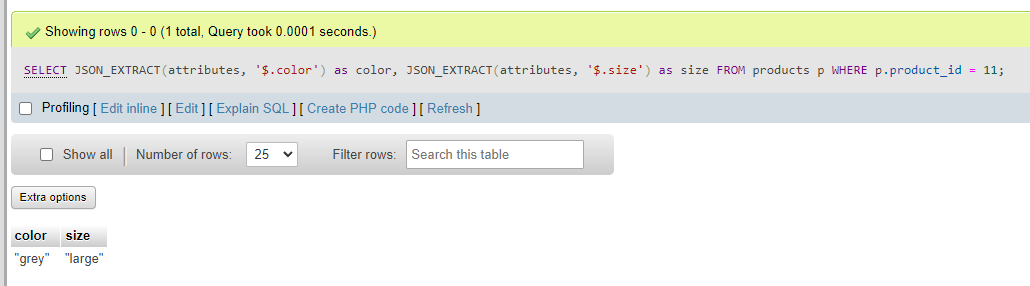 Showing rows 0 - 0 (1 total, Query took 0.0001 seconds.)
SELECT JSON_EXTRACT(attributes, '$.color') as color, JSON_EXTRACT(attributes, '$.size') as size FROM products p WHERE p.product_id = 11;
Profiling [ Edit inline ] [ Edit ] [ Explain SQL ] [ Create PHP code ] [ Refresh ]
Show all | Number of rows: 25 Filter rows: Search this table
Extra options
color size
"grey" "large"